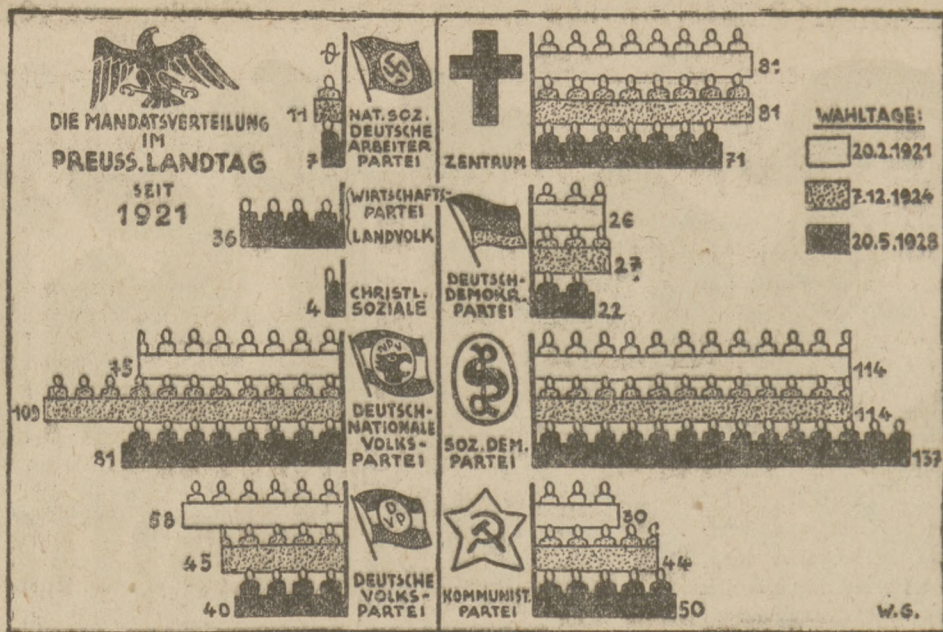 DIE MANDATSVERTEILUNG
IM
PREUSS. LANDTAG
SEIT
1921
0
11
7
NAT. SOZ.
DEUTSCHE
ARBEITER
PARTEI
36
WIRTSCHAFTS-
PARTEI
LANDVOLK
4
CHRISTL.
SOZIALE
75
109
81
DEUTSCH-
NATIONALE
VOLKS-
PARTEI
58
45
40
DVP
DEUTSCHE
VOLKS-
PARTEI
ZENTRUM
81
81
71
DEUTSCH-
DEMOKR.
PARTEI
26
27
22
SOZ. DEM.
PARTEI
114
114
137
KOMMUNIST.
PARTEI
30
44
50
WAHLTAGE:
20.2.1921
7.12.1924
20.5.1928
W.G.